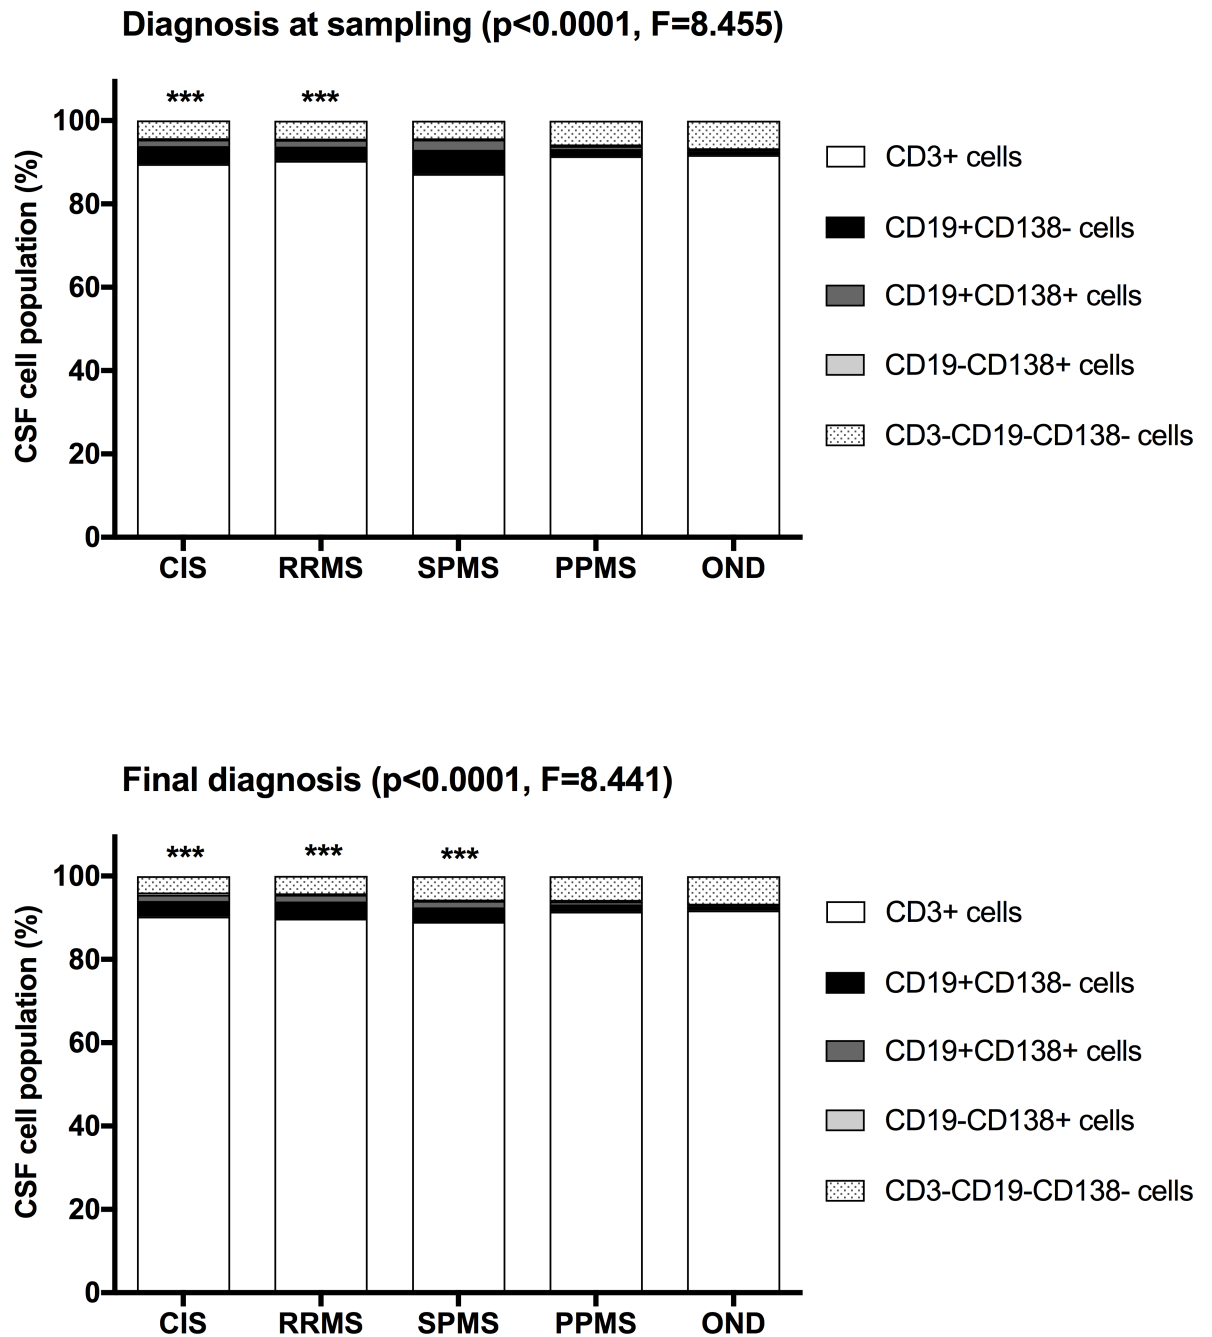 Diagnosis at sampling (p<0.0001, F=8.455)
*** ***
CSF cell population (%)
100
80
60
40
20
0
CIS RRMS SPMS PPMS OND
CD3+ cells
CD19+CD138- cells
CD19+CD138+ cells
CD19-CD138+ cells
CD3-CD19-CD138- cells
Final diagnosis (p<0.0001, F=8.441)
*** *** ***
CSF cell population (%)
100
80
60
40
20
0
CIS RRMS SPMS PPMS OND
CD3+ cells
CD19+CD138- cells
CD19+CD138+ cells
CD19-CD138+ cells
CD3-CD19-CD138- cells